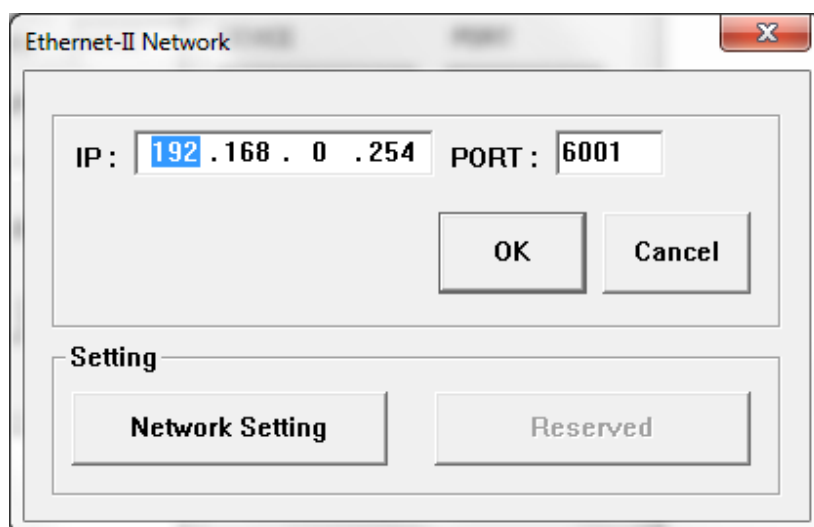 Ethernet-II Network
IP : 192 .168 . 0 .254 PORT : 6001
OK Cancel
Setting
Network Setting Reserved